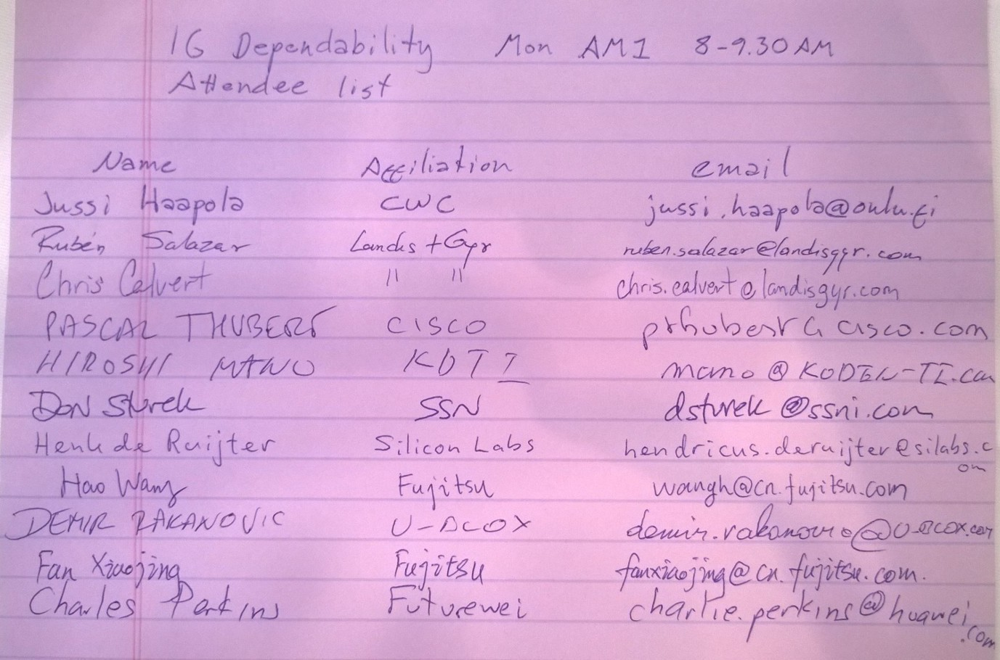 IG Dependability Mon AM1 8-9.30 AM
Attendee list
Name Affiliation email
Jussi Haapola CWC jussi.haapola@oulu.fi
Rubén Salazar Landis+Gyr ruben.salazar@landisgyr.com
Chris Calvert " " chris.calvert@landisgyr.com
PASCAL THUBERT CISCO pthubert@cisco.com
HIROSHI MANO KDTI mano@KODEN-TI.com
Don Sturek SSN dsturek@ssni.com
Henk de Ruijter Silicon Labs hendricus.deruijter@silabs.c
om
Hao Wang Fujitsu wangh@cn.fujitsu.com
DEMIR RAKANOVIC U-BLOX demir.rakanovic@U-BLOX.com
Fan Xiaojing Fujitsu fanxiaojing@cn.fujitsu.com.
Charles Perkins Futurewei charlie.perkins@huawei
.com